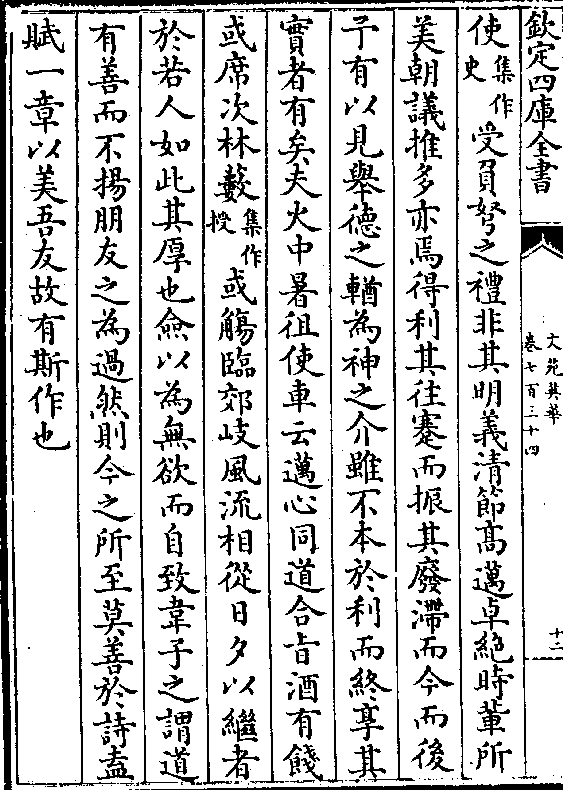 欽定四庫全書
文苑英華
卷七百三十四
十二
使集作史受負弩之禮非其明義清節髙邁卓絶時輩所
美朝議推多亦焉得利其往蹇而振其廢滯而今而後
予有以見舉德之輶為神之介雖不本於利而終享其
實者有矣夫火中暑徂使車云邁心同道合旨酒有餞
或席次林藪集作授或觴臨郊岐風流相從日夕以繼者
於若人如此其厚也僉以為無欲而自致韋子之謂道
有善而不揚朋友之為過然則今之所至莫善於詩盍
賦一章以美吾友故有斯作也